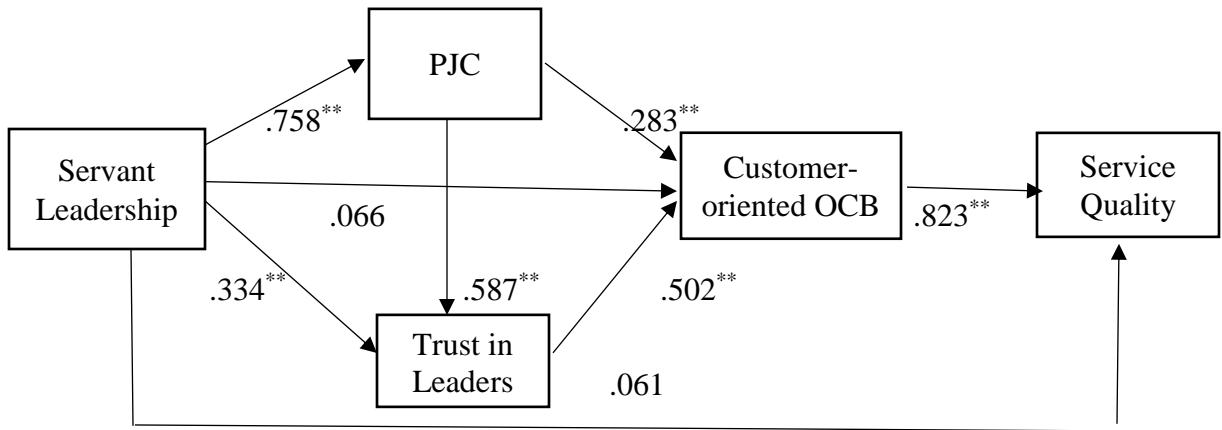 PJC
.758**
.283**
Servant
Leadership
Customer-
oriented OCB
Service
Quality
.066
.823**
.334**
.587**
.502**
Trust in
Leaders
.061